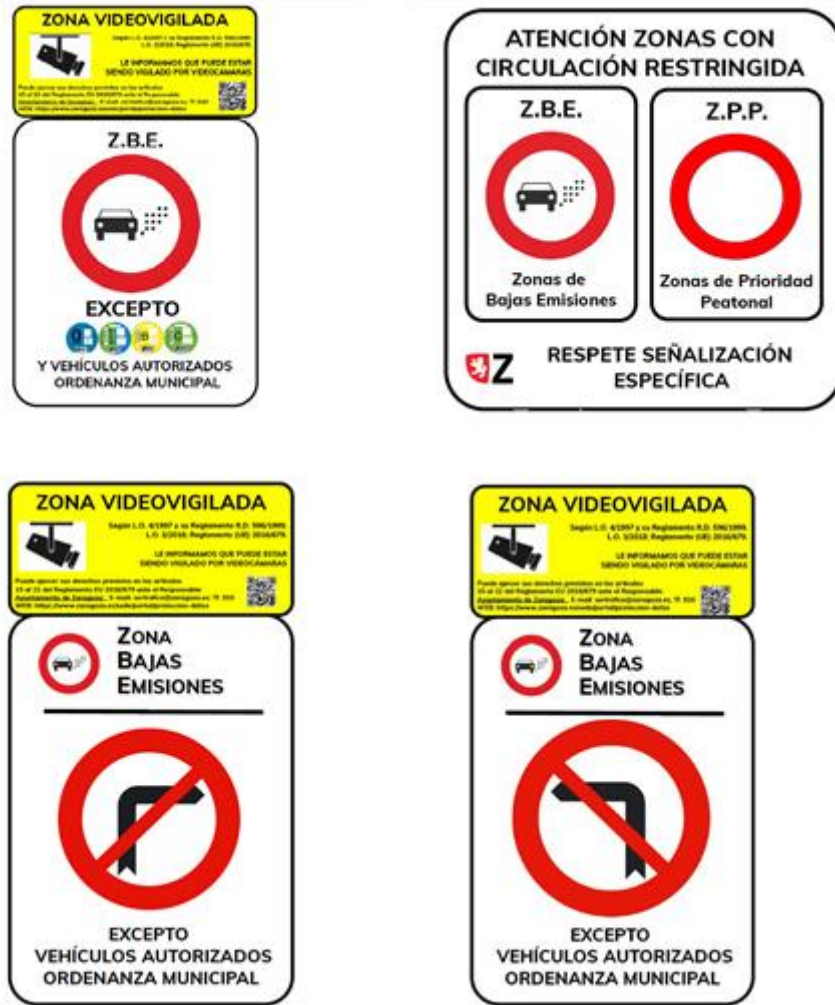 ZONA VIDEOVIGILADA
LE INFORMAMOS QUE PUEDE ESTAR
SIENDO VIGILADO POR VIDEOCÁMARAS
Z.B.E.
EXCEPTO
Y VEHÍCULOS AUTORIZADOS
ORDENANZA MUNICIPAL
ATENCIÓN ZONAS CON
CIRCULACIÓN RESTRINGIDA
Z.B.E.
Zonas de
Bajas Emisiones
Z.P.P.
Zonas de Prioridad
Peatonal
Z
RESPETE SEÑALIZACIÓN
ESPECÍFICA
ZONA VIDEOVIGILADA
Según L.O. 4/1997 y su Reglamento R.D. 596/1999.
L.O. 3/2018; Reglamento (UE) 2016/679.
LE INFORMAMOS QUE PUEDE ESTAR
SIENDO VIGILADO POR VIDEOCÁMARAS
ZONA
BAJAS
EMISIONES
EXCEPTO
VEHÍCULOS AUTORIZADOS
ORDENANZA MUNICIPAL
ZONA VIDEOVIGILADA
Según L.O. 4/1997 y su Reglamento R.D. 596/1999.
L.O. 3/2018; Reglamento (UE) 2016/679.
LE INFORMAMOS QUE PUEDE ESTAR
SIENDO VIGILADO POR VIDEOCÁMARAS
ZONA
BAJAS
EMISIONES
EXCEPTO
VEHÍCULOS AUTORIZADOS
ORDENANZA MUNICIPAL